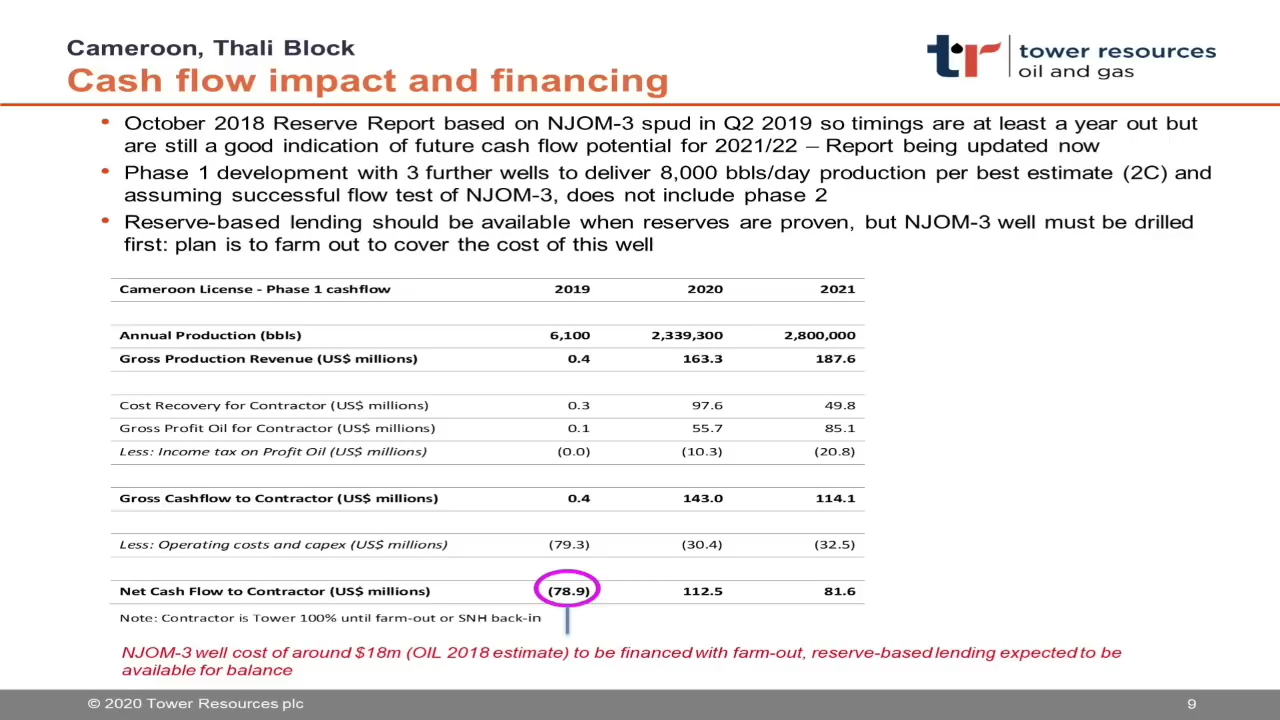 Cameroon, Thali Block
Cash flow impact and financing
tr
tower resources
oil and gas
• October 2018 Reserve Report based on NJOM-3 spud in Q2 2019 so timings are at least a year out but
are still a good indication of future cash flow potential for 2021/22 – Report being updated now
• Phase 1 development with 3 further wells to deliver 8,000 bbls/day production per best estimate (2C) and
assuming successful flow test of NJOM-3, does not include phase 2
• Reserve-based lending should be available when reserves are proven, but NJOM-3 well must be drilled
first: plan is to farm out to cover the cost of this well
Cameroon License - Phase 1 cashflow 2019 2020 2021
Annual Production (bbls) 6,100 2,339,300 2,800,000
Gross Production Revenue (US$ millions) 0.4 163.3 187.6
Cost Recovery for Contractor (US$ millions) 0.3 97.6 49.8
Gross Profit Oil for Contractor (US$ millions) 0.1 55.7 85.1
Less: Income tax on Profit Oil (US$ millions) (0.0) (10.3) (20.8)
Gross Cashflow to Contractor (US$ millions) 0.4 143.0 114.1
Less: Operating costs and capex (US$ millions) (79.3) (30.4) (32.5)
Net Cash Flow to Contractor (US$ millions) (78.9) 112.5 81.6
Note: Contractor is Tower 100% until farm-out or SNH back-in
NJOM-3 well cost of around $18m (OIL 2018 estimate) to be financed with farm-out, reserve-based lending expected to be
available for balance
© 2020 Tower Resources plc
9